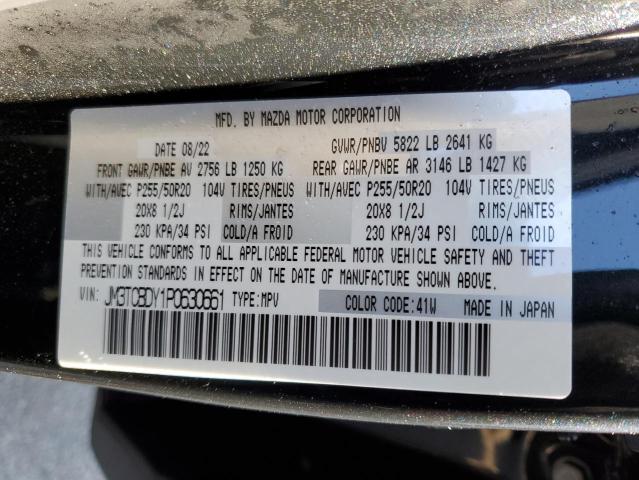 MFD. BY MAZDA MOTOR CORPORATION
DATE 08/22 GVWR/PNBV 5822 LB 2641 KG
FRONT GAWR/PNBE AV 2756 LB 1250 KG REAR GAWR/PNBE AR 3146 LB 1427 KG
WITH/AVEC P255/50R20 104V TIRES/PNEUS WITH/AVEC P255/50R20 104V TIRES/PNEUS
20X8 1/2J RIMS/JANTES 20X8 1/2J RIMS/JANTES
230 KPA/34 PSI COLD/A FROID 230 KPA/34 PSI COLD/A FROID
THIS VEHICLE CONFORMS TO ALL APPLICABLE FEDERAL MOTOR VEHICLE SAFETY AND THEFT
PREVENTION STANDARDS IN EFFECT ON THE DATE OF MANUFACTURE SHOWN ABOVE.
VIN: JM3TCBDY1P0630661 TYPE:MPV COLOR CODE:41W MADE IN JAPAN